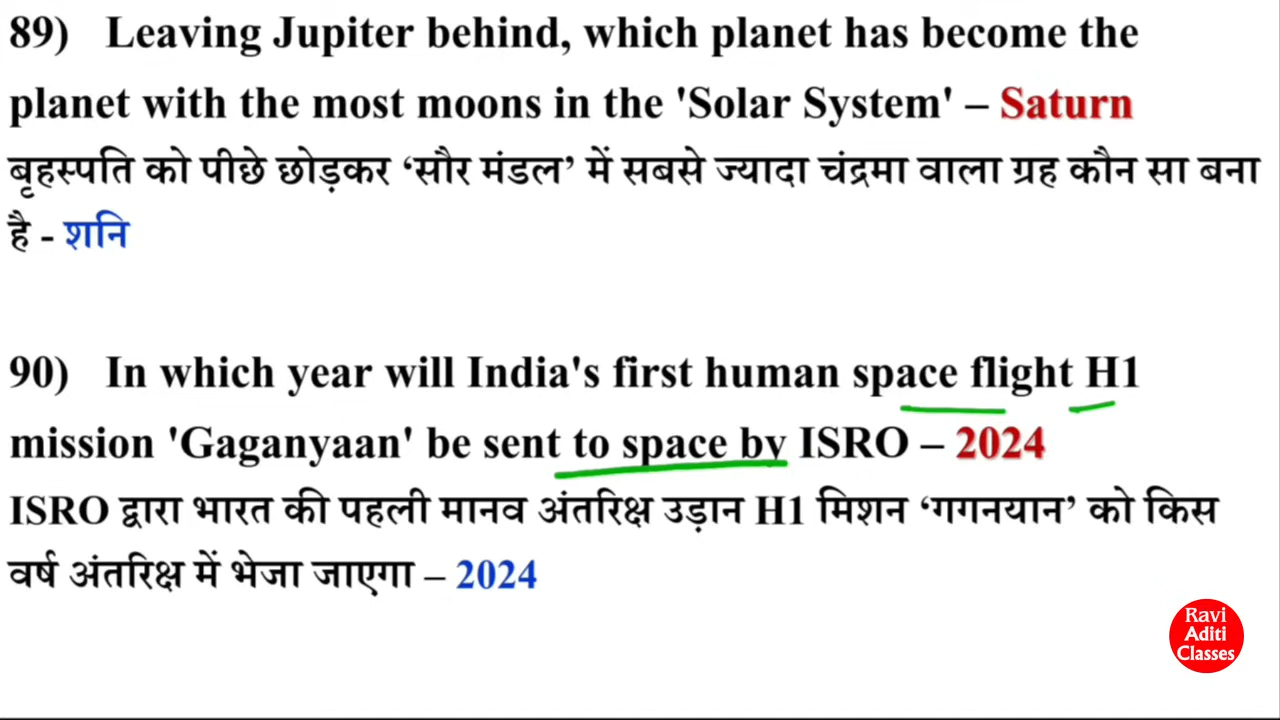 89) Leaving Jupiter behind, which planet has become the
planet with the most moons in the 'Solar System' – Saturn
बृहस्पति को पीछे छोड़कर ‘सौर मंडल’ में सबसे ज्यादा चंद्रमा वाला ग्रह कौन सा बना
है - शनि
90) In which year will India's first human space flight H1
mission 'Gaganyaan' be sent to space by ISRO – 2024
ISRO द्वारा भारत की पहली मानव अंतरिक्ष उड़ान H1 मिशन ‘गगनयान’ को किस
वर्ष अंतरिक्ष में भेजा जाएगा – 2024
Ravi
Aditi
Classes